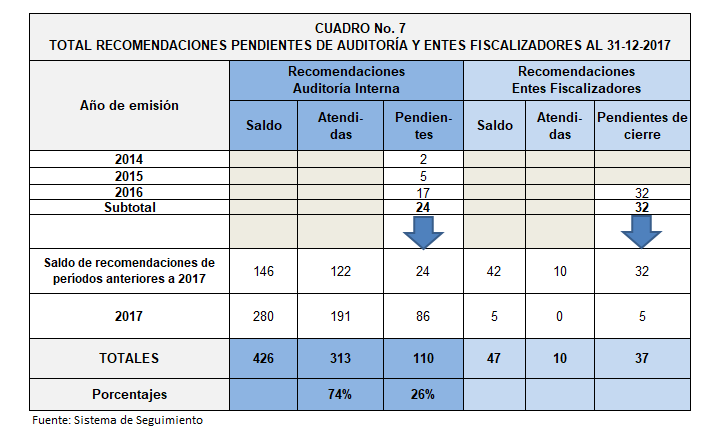 CUADRO No. 7
TOTAL RECOMENDACIONES PENDIENTES DE AUDITORÍA Y ENTES FISCALIZADORES AL 31-12-2017
Año de emisión
Recomendaciones
Auditoría Interna
Recomendaciones
Entes Fiscalizadores
Saldo
Atendi-
das
Pendien-
tes
Saldo
Atendi-
das
Pendientes de
cierre
2014 2
2015 5
2016 17 32
Subtotal 24 32
Saldo de recomendaciones de
períodos anteriores a 2017
146 122 24 42 10 32
2017 280 191 86 5 0 5
TOTALES 426 313 110 47 10 37
Porcentajes 74% 26%
Fuente: Sistema de Seguimiento